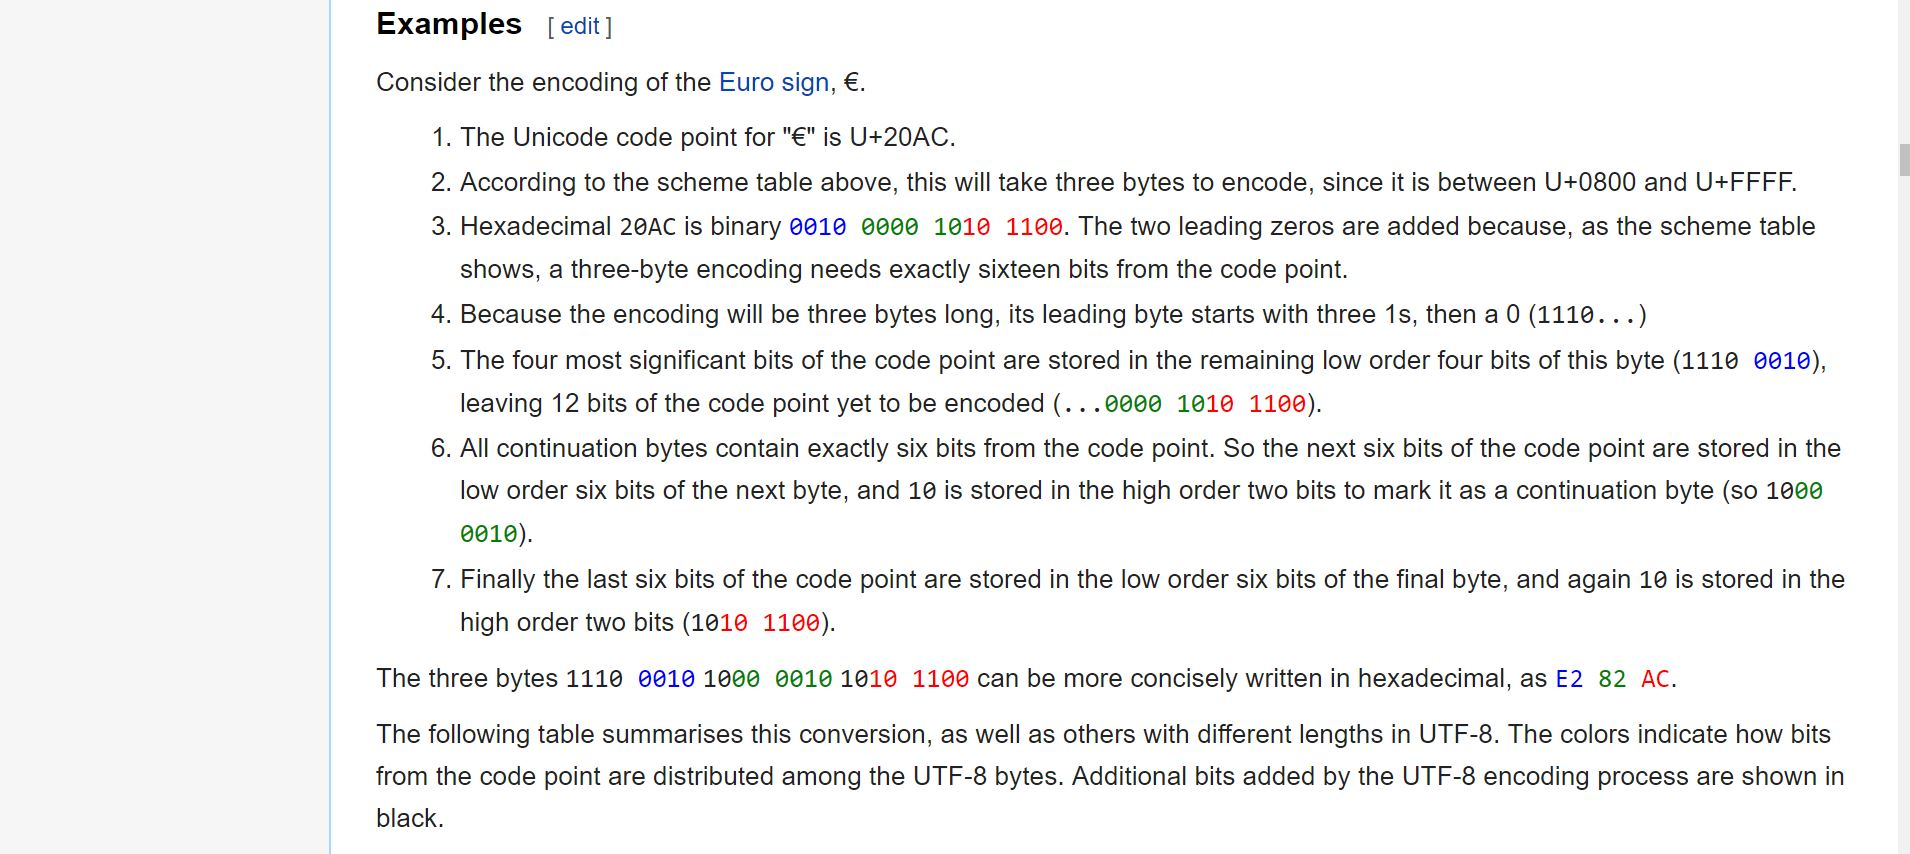 Examples [ edit ]
Consider the encoding of the Euro sign, €.
1. The Unicode code point for "€" is U+20AC.
2. According to the scheme table above, this will take three bytes to encode, since it is between U+0800 and U+FFFF.
3. Hexadecimal 20AC is binary 0010 0000 1010 1100. The two leading zeros are added because, as the scheme table
shows, a three-byte encoding needs exactly sixteen bits from the code point.
4. Because the encoding will be three bytes long, its leading byte starts with three 1s, then a 0 (1110...)
5. The four most significant bits of the code point are stored in the remaining low order four bits of this byte (1110 0010),
leaving 12 bits of the code point yet to be encoded (...0000 1010 1100).
6. All continuation bytes contain exactly six bits from the code point. So the next six bits of the code point are stored in the
low order six bits of the next byte, and 10 is stored in the high order two bits to mark it as a continuation byte (so 1000
0010).
7. Finally the last six bits of the code point are stored in the low order six bits of the final byte, and again 10 is stored in the
high order two bits (1010 1100).
The three bytes 1110 0010 1000 0010 1010 1100 can be more concisely written in hexadecimal, as E2 82 AC.
The following table summarises this conversion, as well as others with different lengths in UTF-8. The colors indicate how bits
from the code point are distributed among the UTF-8 bytes. Additional bits added by the UTF-8 encoding process are shown in
black.